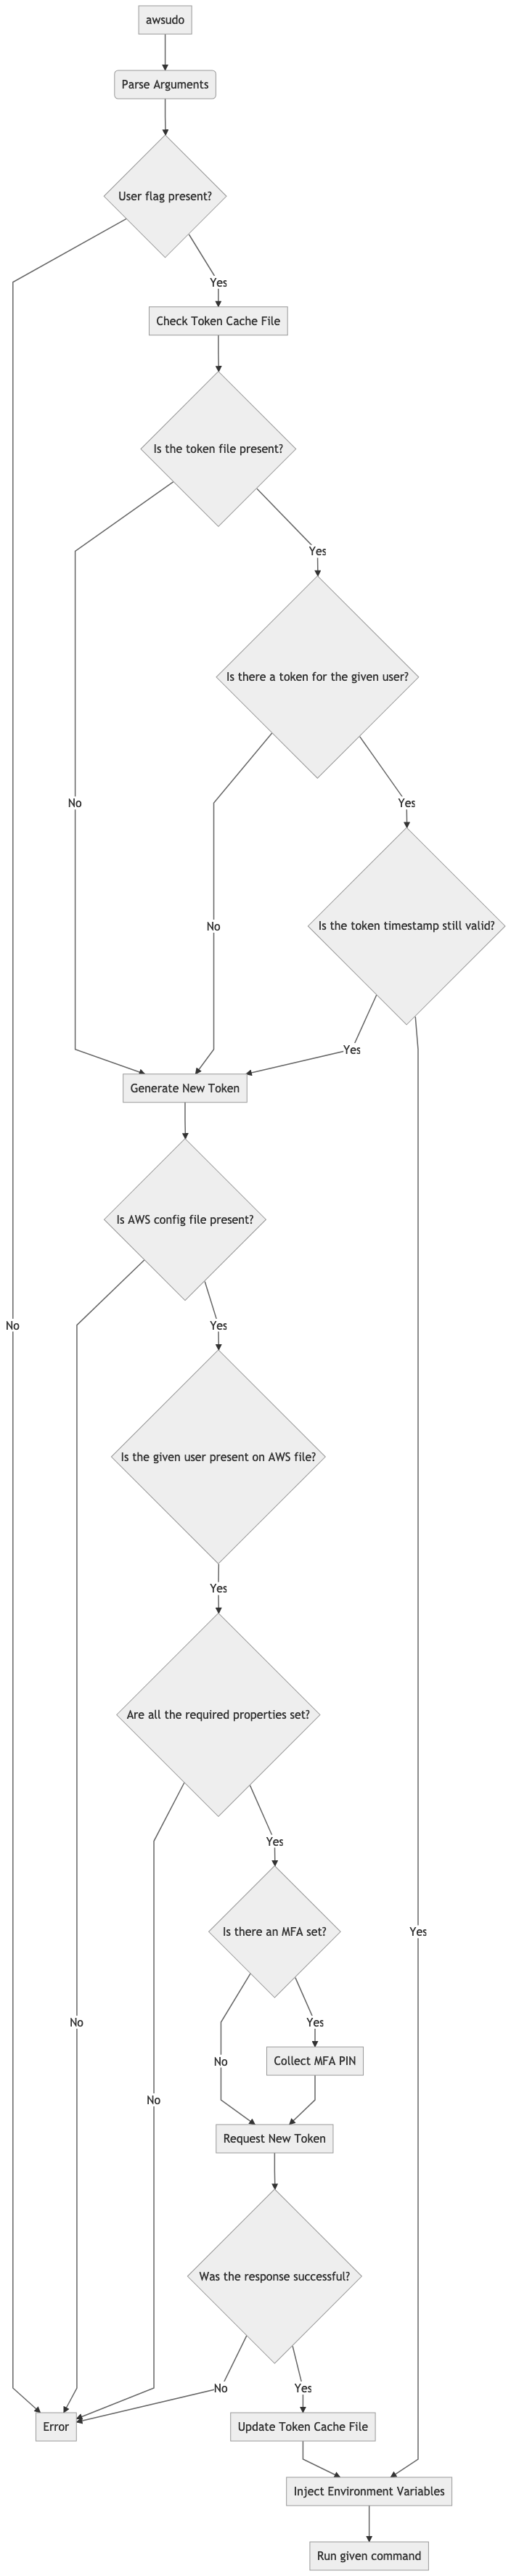 awsudo
Parse Arguments
User flag present?
Yes
Check Token Cache File
Is the token file present?
Yes
Is there a token for the given user?
No
Yes
Is the token timestamp still valid?
No
Yes
Generate New Token
Is AWS config file present?
No
Yes
Is the given user present on AWS file?
Yes
Are all the required properties set?
Yes
Is there an MFA set?
Yes
No
Yes
No
Collect MFA PIN
No
Request New Token
Was the response successful?
No
Yes
Error
Update Token Cache File
Inject Environment Variables
Run given command